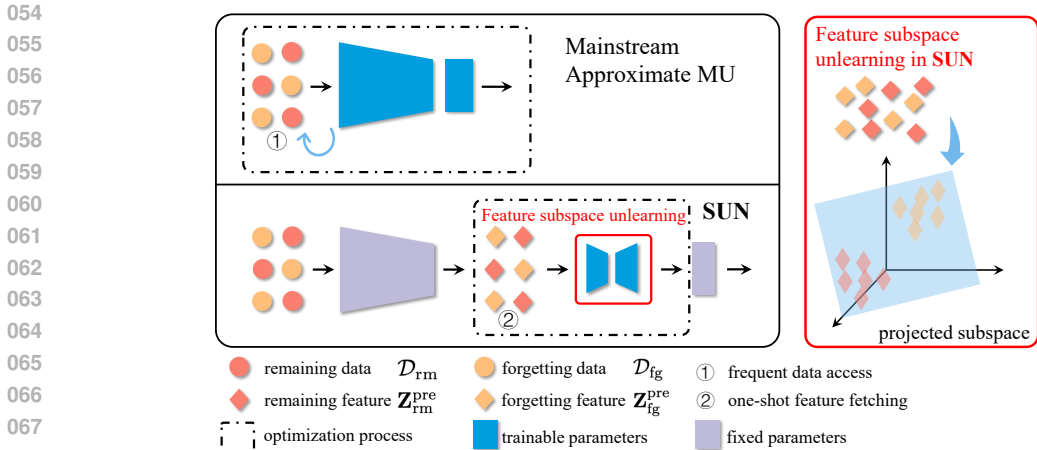 054
055
056
057
058
059
060
061
062
063
064
065
066
067
Mainstream
Approximate MU
①
Feature subspace unlearning
SUN
②
Feature subspace
unlearning in SUN
projected subspace
remaining data 𝒟rm
forgetting data 𝒟fg
① frequent data access
remaining feature Z^pre_rm
forgetting feature Z^pre_fg
② one-shot feature fetching
optimization process
trainable parameters
fixed parameters